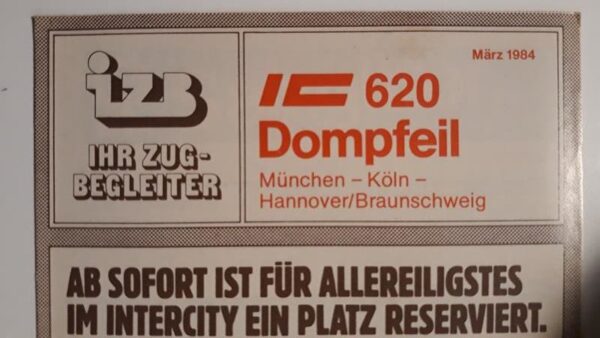 izB
IHR ZUG-
BEGLEITER
März 1984
IC 620
Dompfeil
München – Köln –
Hannover/Braunschweig
AB SOFORT IST FÜR ALLEREILIGSTES
IM INTERCITY EIN PLATZ RESERVIERT.